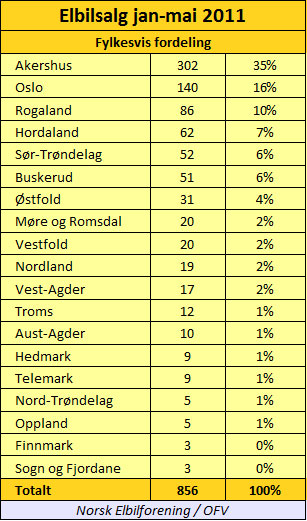 Elbilsalg jan-mai 2011
Fylkesvis fordeling
Akershus 302 35%
Oslo 140 16%
Rogaland 86 10%
Hordaland 62 7%
Sør-Trøndelag 52 6%
Buskerud 51 6%
Østfold 31 4%
Møre og Romsdal 20 2%
Vestfold 20 2%
Nordland 19 2%
Vest-Agder 17 2%
Troms 12 1%
Aust-Agder 10 1%
Hedmark 9 1%
Telemark 9 1%
Nord-Trøndelag 5 1%
Oppland 5 1%
Finnmark 3 0%
Sogn og Fjordane 3 0%
Totalt 856 100%
Norsk Elbilforening / OFV